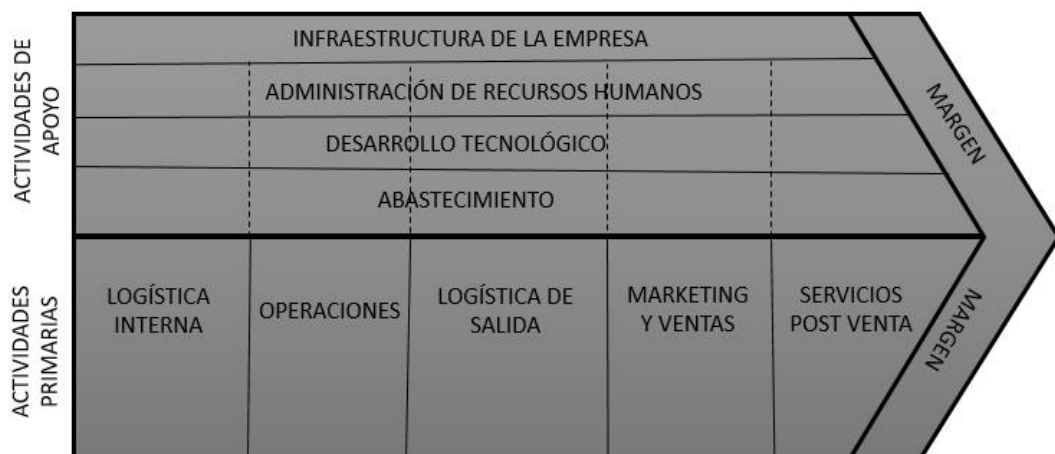 ACTIVIDADES DE
APOYO
INFRAESTRUCTURA DE LA EMPRESA
ADMINISTRACIÓN DE RECURSOS HUMANOS
DESARROLLO TECNOLÓGICO
ABASTECIMIENTO
MARGEN
ACTIVIDADES
PRIMARIAS
LOGÍSTICA
INTERNA
OPERACIONES
LOGÍSTICA DE
SALIDA
MARKETING
Y VENTAS
SERVICIOS
POST VENTA
MARGEN